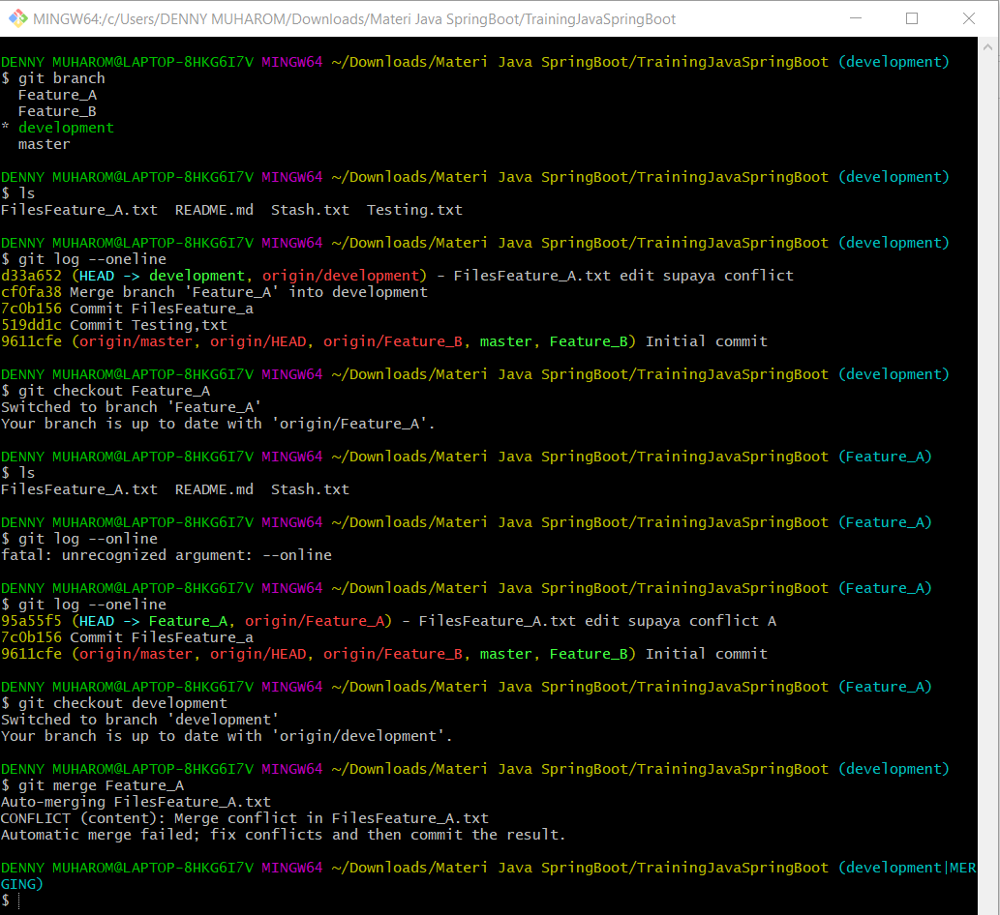 MINGW64:/c/Users/DENNY MUHAROM/Downloads/Materi Java SpringBoot/TrainingJavaSpringBoot
DENNY MUHAROM@LAPTOP-8HKG6I7V MINGW64 ~/Downloads/Materi Java SpringBoot/TrainingJavaSpringBoot (development)
$ git branch
  Feature_A
  Feature_B
* development
  master
DENNY MUHAROM@LAPTOP-8HKG6I7V MINGW64 ~/Downloads/Materi Java SpringBoot/TrainingJavaSpringBoot (development)
$ ls
FilesFeature_A.txt  README.md  Stash.txt  Testing.txt
DENNY MUHAROM@LAPTOP-8HKG6I7V MINGW64 ~/Downloads/Materi Java SpringBoot/TrainingJavaSpringBoot (development)
$ git log --oneline
d33a652 (HEAD -> development, origin/development) - FilesFeature_A.txt edit supaya conflict
cf0fa38 Merge branch 'Feature_A' into development
7c0b156 Commit FilesFeature_a
519dd1c Commit Testing,txt
9611cfe (origin/master, origin/HEAD, origin/Feature_B, master, Feature_B) Initial commit
DENNY MUHAROM@LAPTOP-8HKG6I7V MINGW64 ~/Downloads/Materi Java SpringBoot/TrainingJavaSpringBoot (development)
$ git checkout Feature_A
Switched to branch 'Feature_A'
Your branch is up to date with 'origin/Feature_A'.
DENNY MUHAROM@LAPTOP-8HKG6I7V MINGW64 ~/Downloads/Materi Java SpringBoot/TrainingJavaSpringBoot (Feature_A)
$ ls
FilesFeature_A.txt  README.md  Stash.txt
DENNY MUHAROM@LAPTOP-8HKG6I7V MINGW64 ~/Downloads/Materi Java SpringBoot/TrainingJavaSpringBoot (Feature_A)
$ git log --online
fatal: unrecognized argument: --online
DENNY MUHAROM@LAPTOP-8HKG6I7V MINGW64 ~/Downloads/Materi Java SpringBoot/TrainingJavaSpringBoot (Feature_A)
$ git log --oneline
95a55f5 (HEAD -> Feature_A, origin/Feature_A) - FilesFeature_A.txt edit supaya conflict A
7c0b156 Commit FilesFeature_a
9611cfe (origin/master, origin/HEAD, origin/Feature_B, master, Feature_B) Initial commit
DENNY MUHAROM@LAPTOP-8HKG6I7V MINGW64 ~/Downloads/Materi Java SpringBoot/TrainingJavaSpringBoot (Feature_A)
$ git checkout development
Switched to branch 'development'
Your branch is up to date with 'origin/development'.
DENNY MUHAROM@LAPTOP-8HKG6I7V MINGW64 ~/Downloads/Materi Java SpringBoot/TrainingJavaSpringBoot (development)
$ git merge Feature_A
Auto-merging FilesFeature_A.txt
CONFLICT (content): Merge conflict in FilesFeature_A.txt
Automatic merge failed; fix conflicts and then commit the result.
DENNY MUHAROM@LAPTOP-8HKG6I7V MINGW64 ~/Downloads/Materi Java SpringBoot/TrainingJavaSpringBoot (development|MER
GING)
$